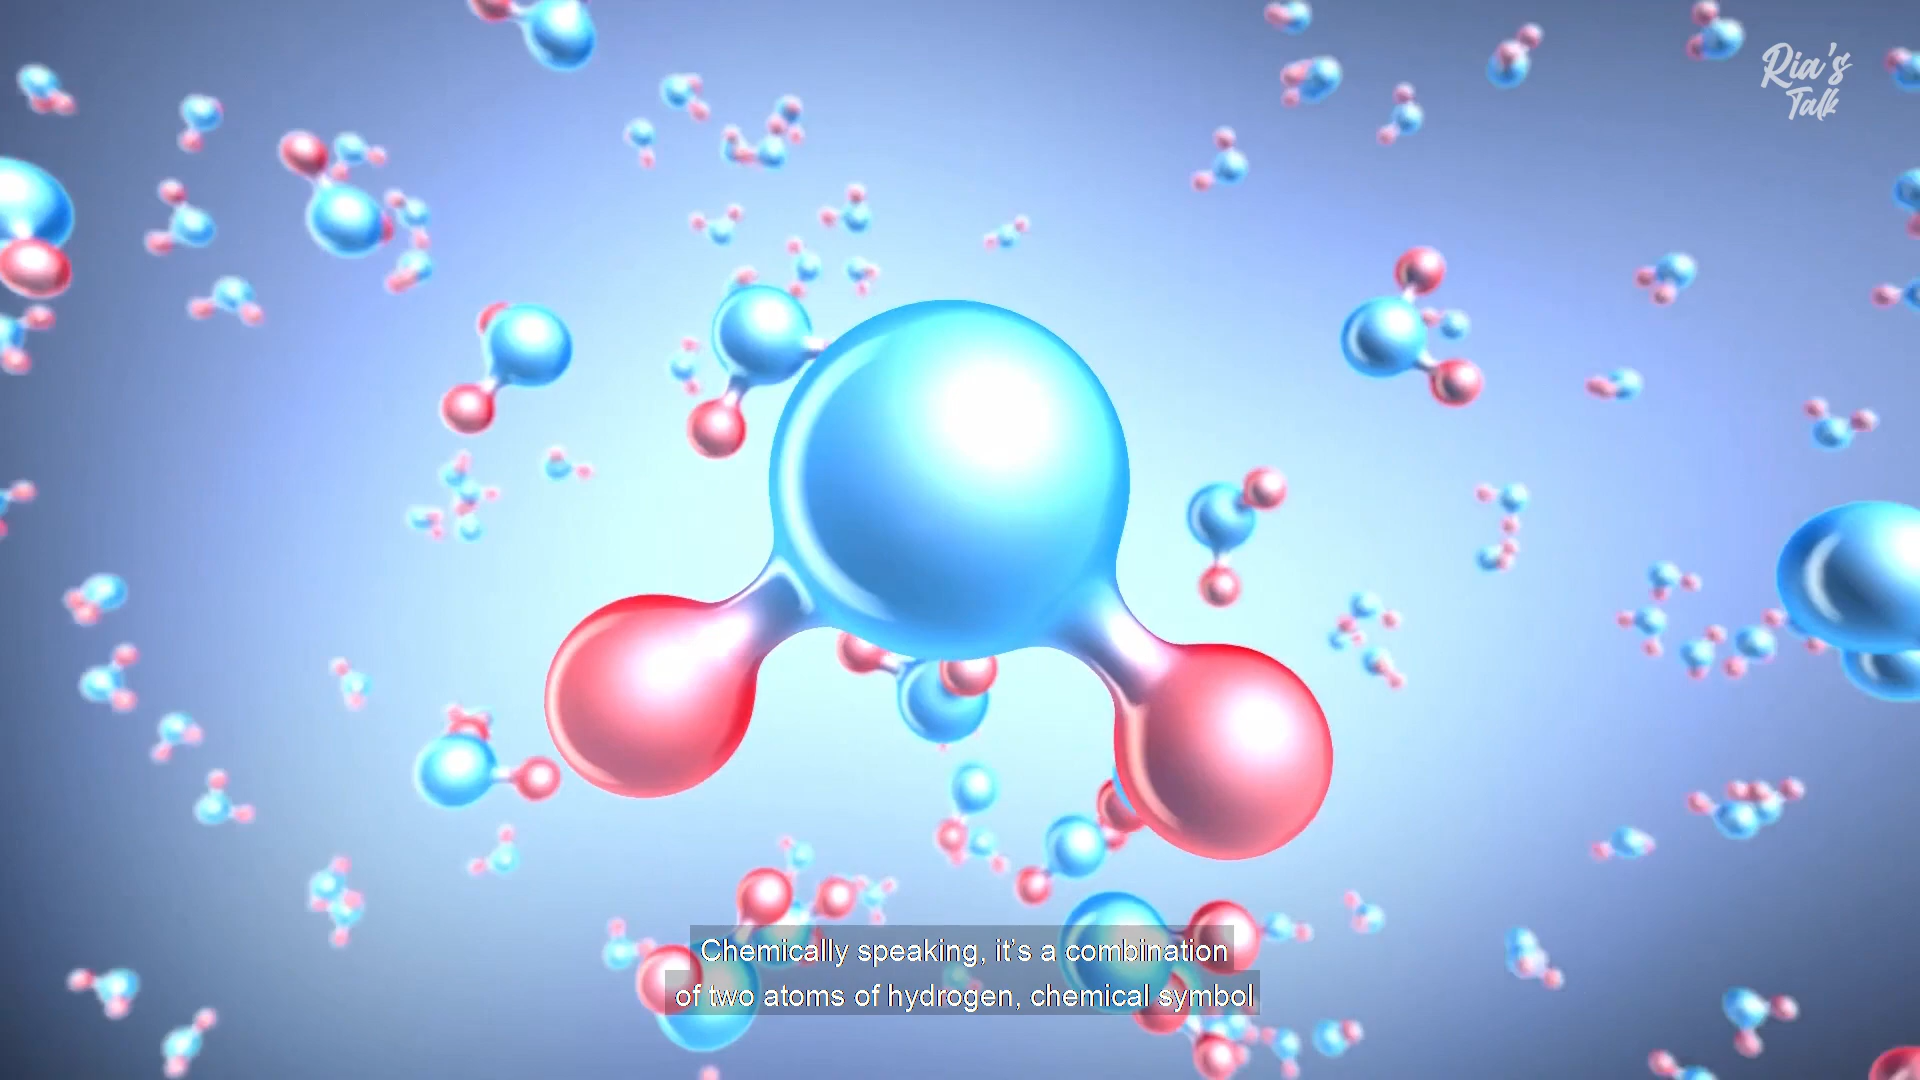 Ria's
Talk
Chemically speaking, it's a combination
of two atoms of hydrogen, chemical symbol